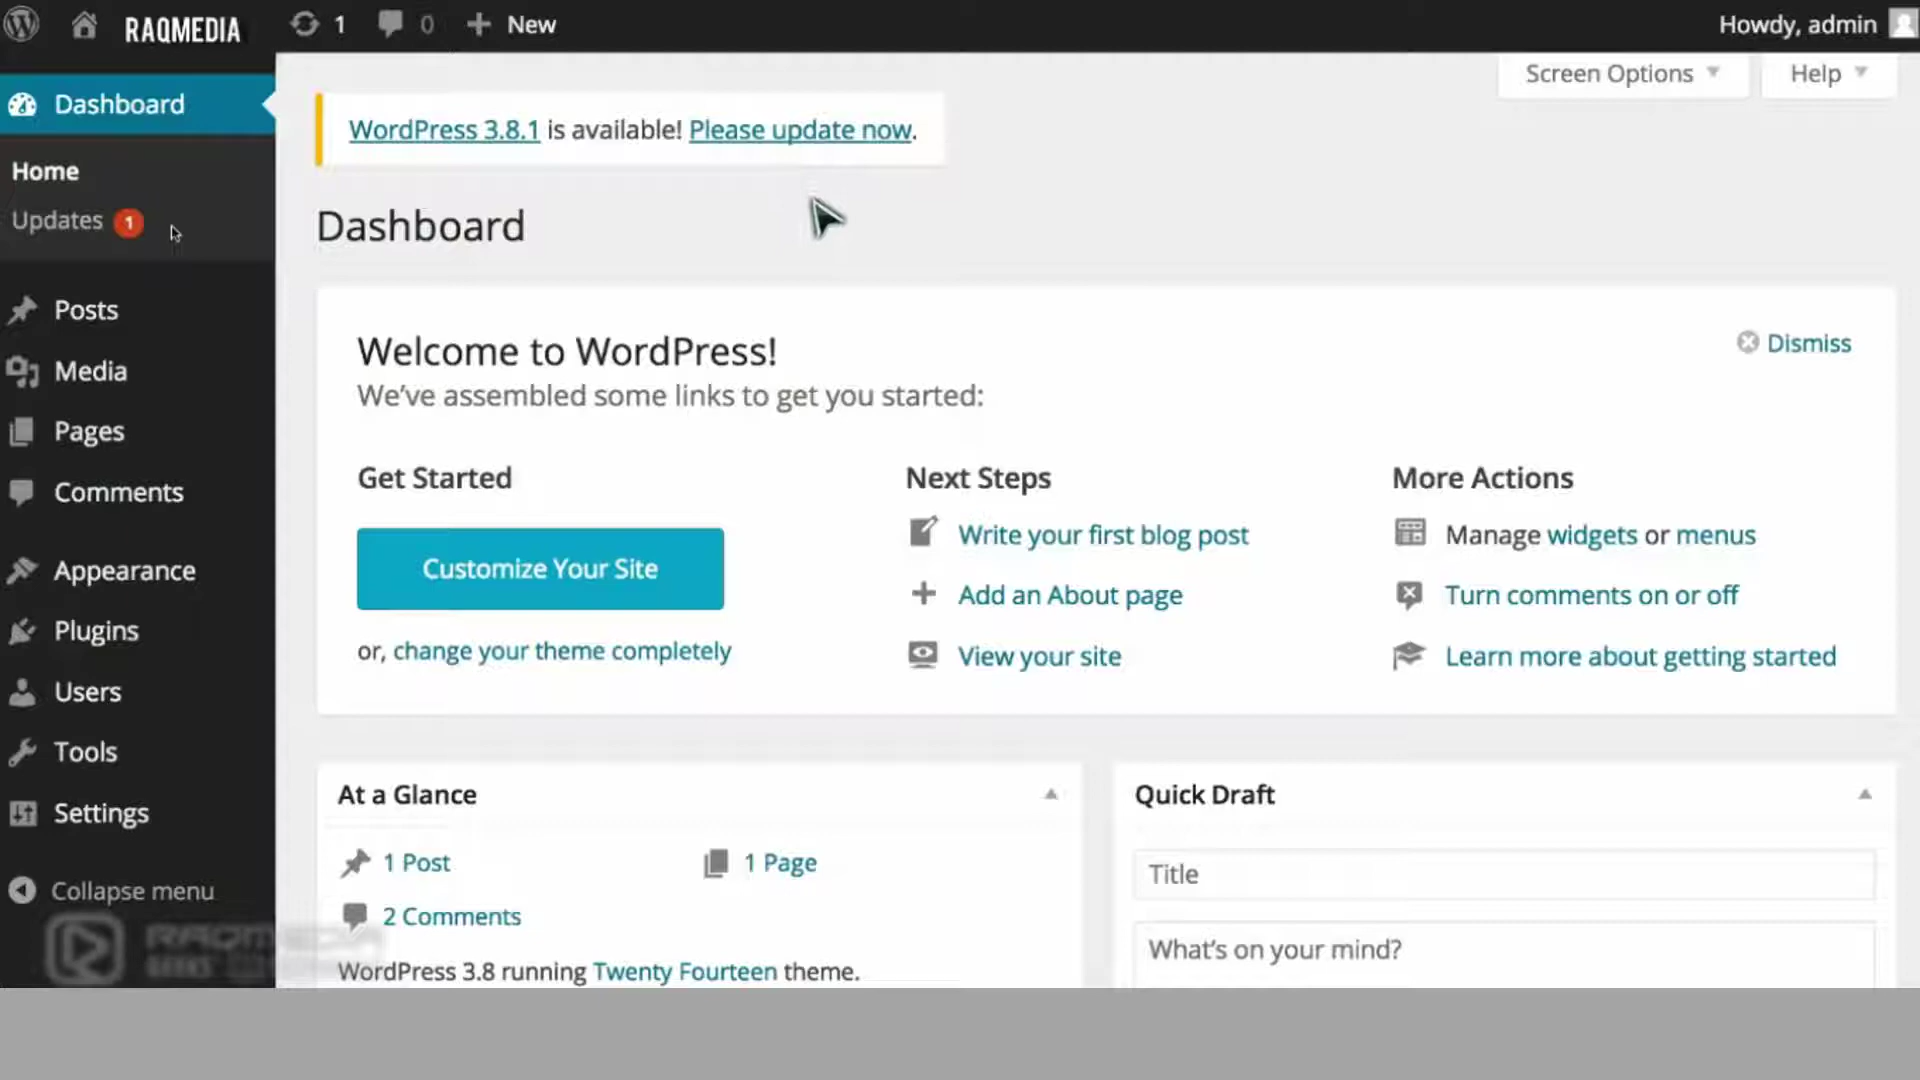 RAQMEDIA 1 0 New Howdy, admin
Screen Options Help
Dashboard
Home
Updates 1
Posts
Media
Pages
Comments
Appearance
Plugins
Users
Tools
Settings
Collapse menu
WordPress 3.8.1 is available! Please update now.
Dashboard
Welcome to WordPress!
We've assembled some links to get you started:
Dismiss
Get Started
Customize Your Site
or, change your theme completely
Next Steps
Write your first blog post
Add an About page
View your site
More Actions
Manage widgets or menus
Turn comments on or off
Learn more about getting started
At a Glance
1 Post 1 Page
2 Comments
WordPress 3.8 running Twenty Fourteen theme.
Quick Draft
Title
What's on your mind?
RAQMEDIA